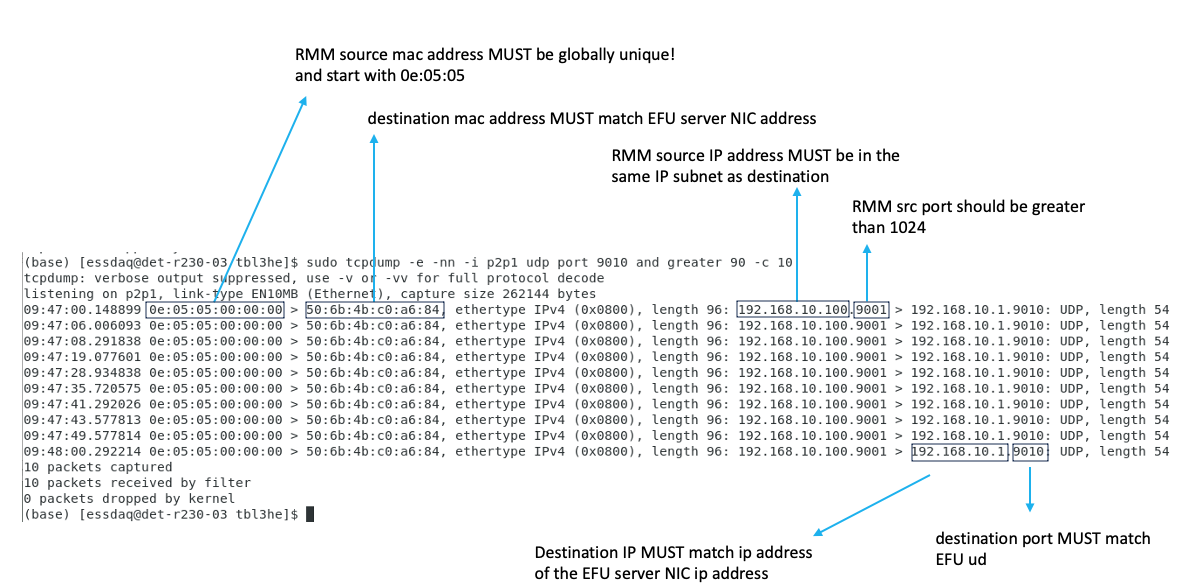 RMM source mac address MUST be globally unique!
and start with 0e:05:05
destination mac address MUST match EFU server NIC address
RMM source IP address MUST be in the
same IP subnet as destination
RMM src port should be greater
than 1024
(base) [essdaq@det-r230-03 tbl3he]$ sudo tcpdump -e -nn -i p2p1 udp port 9010 and greater 90 -c 10
tcpdump: verbose output suppressed, use -v or -vv for full protocol decode
listening on p2p1, link-type EN10MB (Ethernet), capture size 262144 bytes
09:47:00.148899 0e:05:05:00:00:00 > 50:6b:4b:c0:a6:84, ethertype IPv4 (0x0800), length 96: 192.168.10.100.9001 > 192.168.10.1.9010: UDP, length 54
09:47:06.006093 0e:05:05:00:00:00 > 50:6b:4b:c0:a6:84, ethertype IPv4 (0x0800), length 96: 192.168.10.100.9001 > 192.168.10.1.9010: UDP, length 54
09:47:08.291838 0e:05:05:00:00:00 > 50:6b:4b:c0:a6:84, ethertype IPv4 (0x0800), length 96: 192.168.10.100.9001 > 192.168.10.1.9010: UDP, length 54
09:47:19.077601 0e:05:05:00:00:00 > 50:6b:4b:c0:a6:84, ethertype IPv4 (0x0800), length 96: 192.168.10.100.9001 > 192.168.10.1.9010: UDP, length 54
09:47:28.934838 0e:05:05:00:00:00 > 50:6b:4b:c0:a6:84, ethertype IPv4 (0x0800), length 96: 192.168.10.100.9001 > 192.168.10.1.9010: UDP, length 54
09:47:35.720575 0e:05:05:00:00:00 > 50:6b:4b:c0:a6:84, ethertype IPv4 (0x0800), length 96: 192.168.10.100.9001 > 192.168.10.1.9010: UDP, length 54
09:47:41.292026 0e:05:05:00:00:00 > 50:6b:4b:c0:a6:84, ethertype IPv4 (0x0800), length 96: 192.168.10.100.9001 > 192.168.10.1.9010: UDP, length 54
09:47:43.577813 0e:05:05:00:00:00 > 50:6b:4b:c0:a6:84, ethertype IPv4 (0x0800), length 96: 192.168.10.100.9001 > 192.168.10.1.9010: UDP, length 54
09:47:49.577814 0e:05:05:00:00:00 > 50:6b:4b:c0:a6:84, ethertype IPv4 (0x0800), length 96: 192.168.10.100.9001 > 192.168.10.1.9010: UDP, length 54
09:48:00.292214 0e:05:05:00:00:00 > 50:6b:4b:c0:a6:84, ethertype IPv4 (0x0800), length 96: 192.168.10.100.9001 > 192.168.10.1.9010: UDP, length 54
10 packets captured
10 packets received by filter
0 packets dropped by kernel
(base) [essdaq@det-r230-03 tbl3he]$
Destination IP MUST match ip address
of the EFU server NIC ip address
destination port MUST match
EFU ud